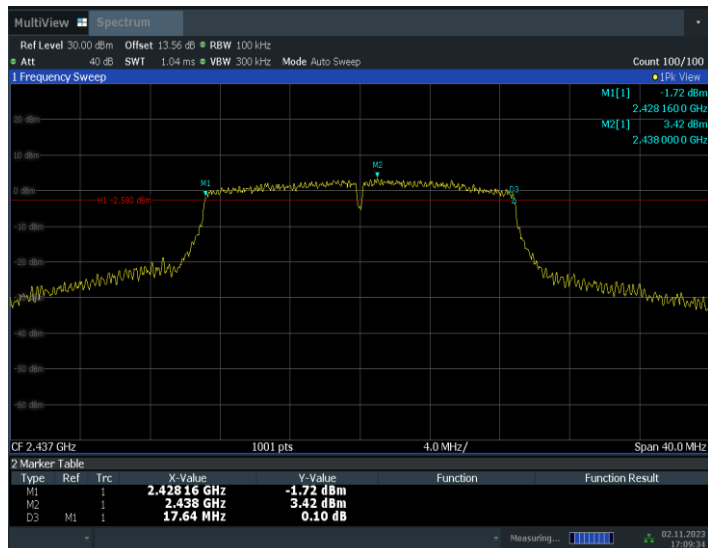 MultiView Spectrum
Ref Level 30.00 dBm Offset 13.56 dB RBW 100 kHz
Att 40 dB SWT 1.04 ms VBW 300 kHz Mode Auto Sweep Count 100/100
1 Frequency Sweep 1Pk View
M1[1] -1.72 dBm
2.428 160 0 GHz
M2[1] 3.42 dBm
2.438 000 0 GHz
20 dBm
10 dBm
M2
M1
0 dBm
D3
H1 -2.580 dBm
-10 dBm
-20 dBm
-30 dBm
-40 dBm
-50 dBm
-60 dBm
CF 2.437 GHz 1001 pts 4.0 MHz/ Span 40.0 MHz
2 Marker Table
Type Ref Trc X-Value Y-Value Function Function Result
M1 1 2.42816 GHz -1.72 dBm
M2 1 2.438 GHz 3.42 dBm
D3 M1 1 17.64 MHz 0.10 dB
Measuring... 02.11.2023
17:09:34